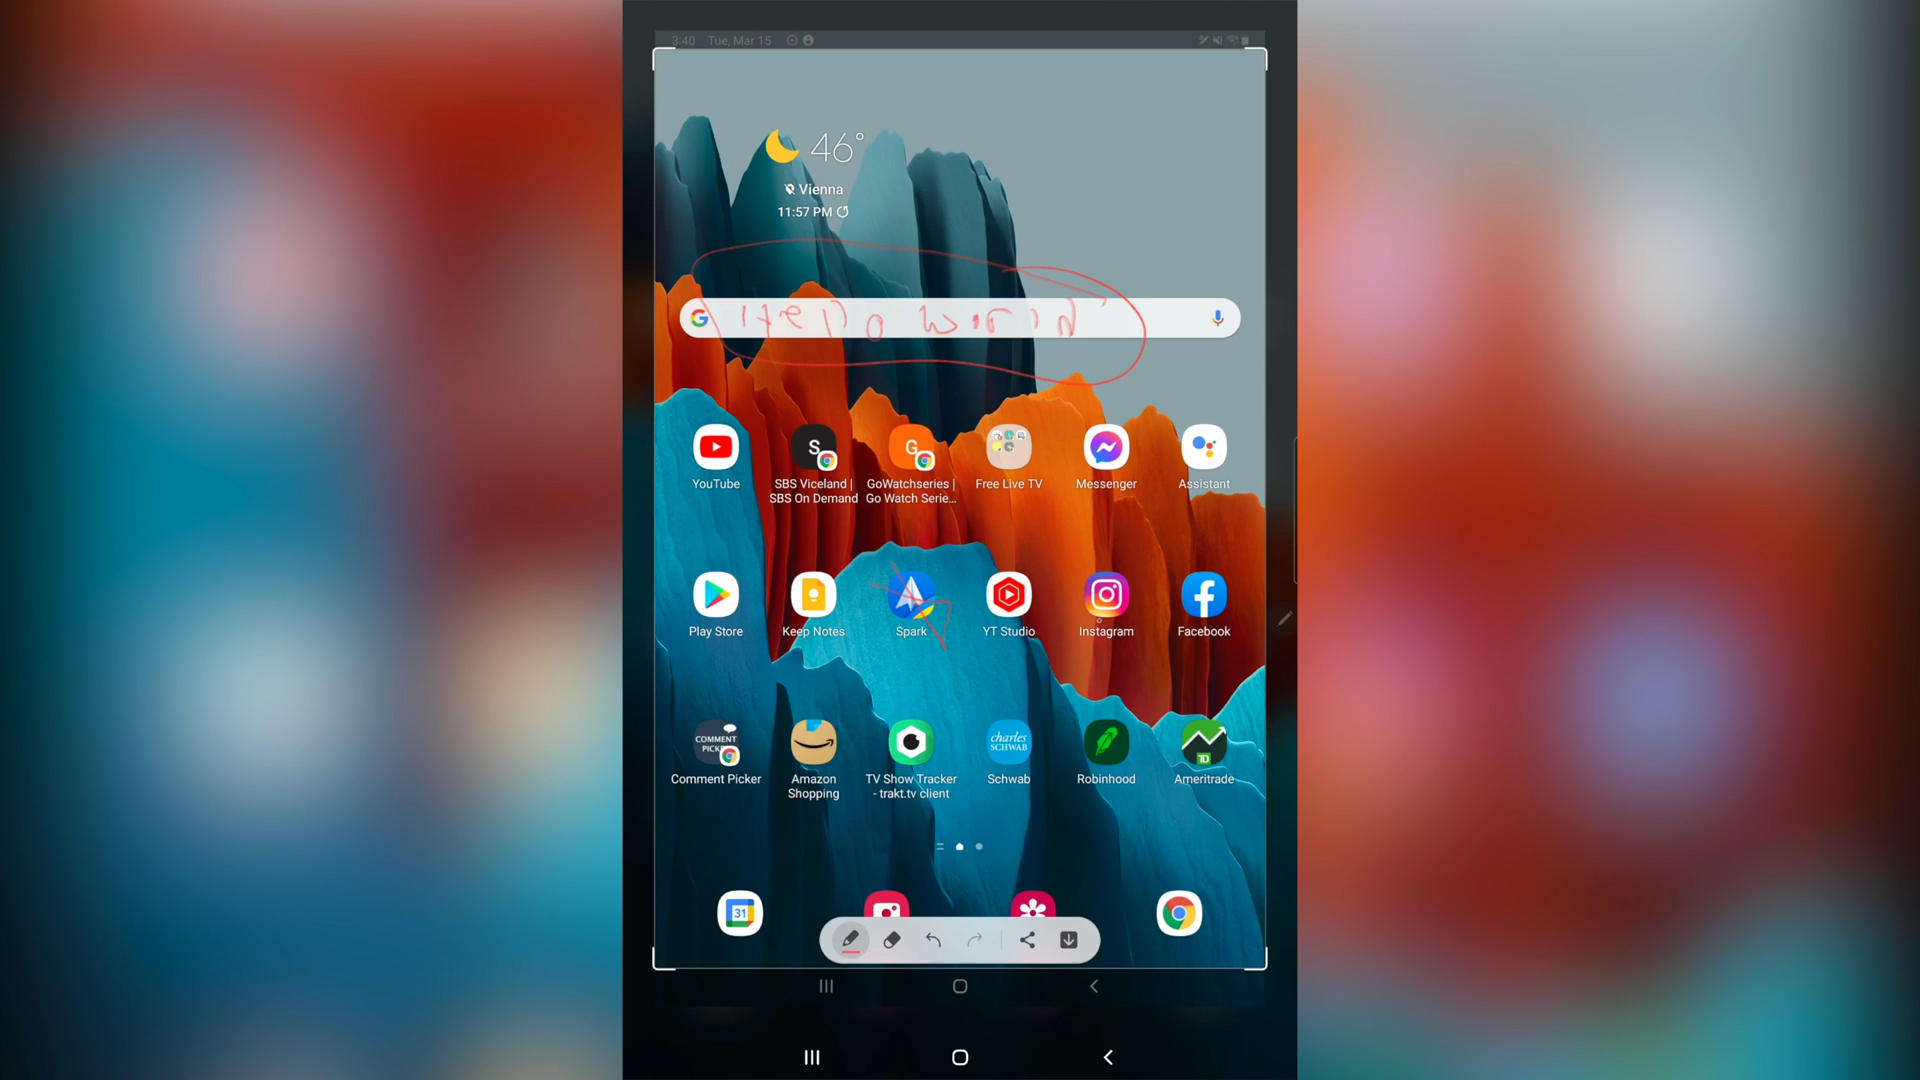 3:40 Tue, Mar 15
46°
Vienna
11:57 PM
Hello world
YouTube
SBS Viceland |
SBS On Demand
GoWatchseries |
Go Watch Serie...
Free Live TV
Messenger
Assistant
Play Store
Keep Notes
Spark
YT Studio
Instagram
Facebook
COMMENT
Comment Picker
Amazon
Shopping
TV Show Tracker
- trakt.tv client
charles
SCHWAB
Schwab
Robinhood
TD
Ameritrade
31